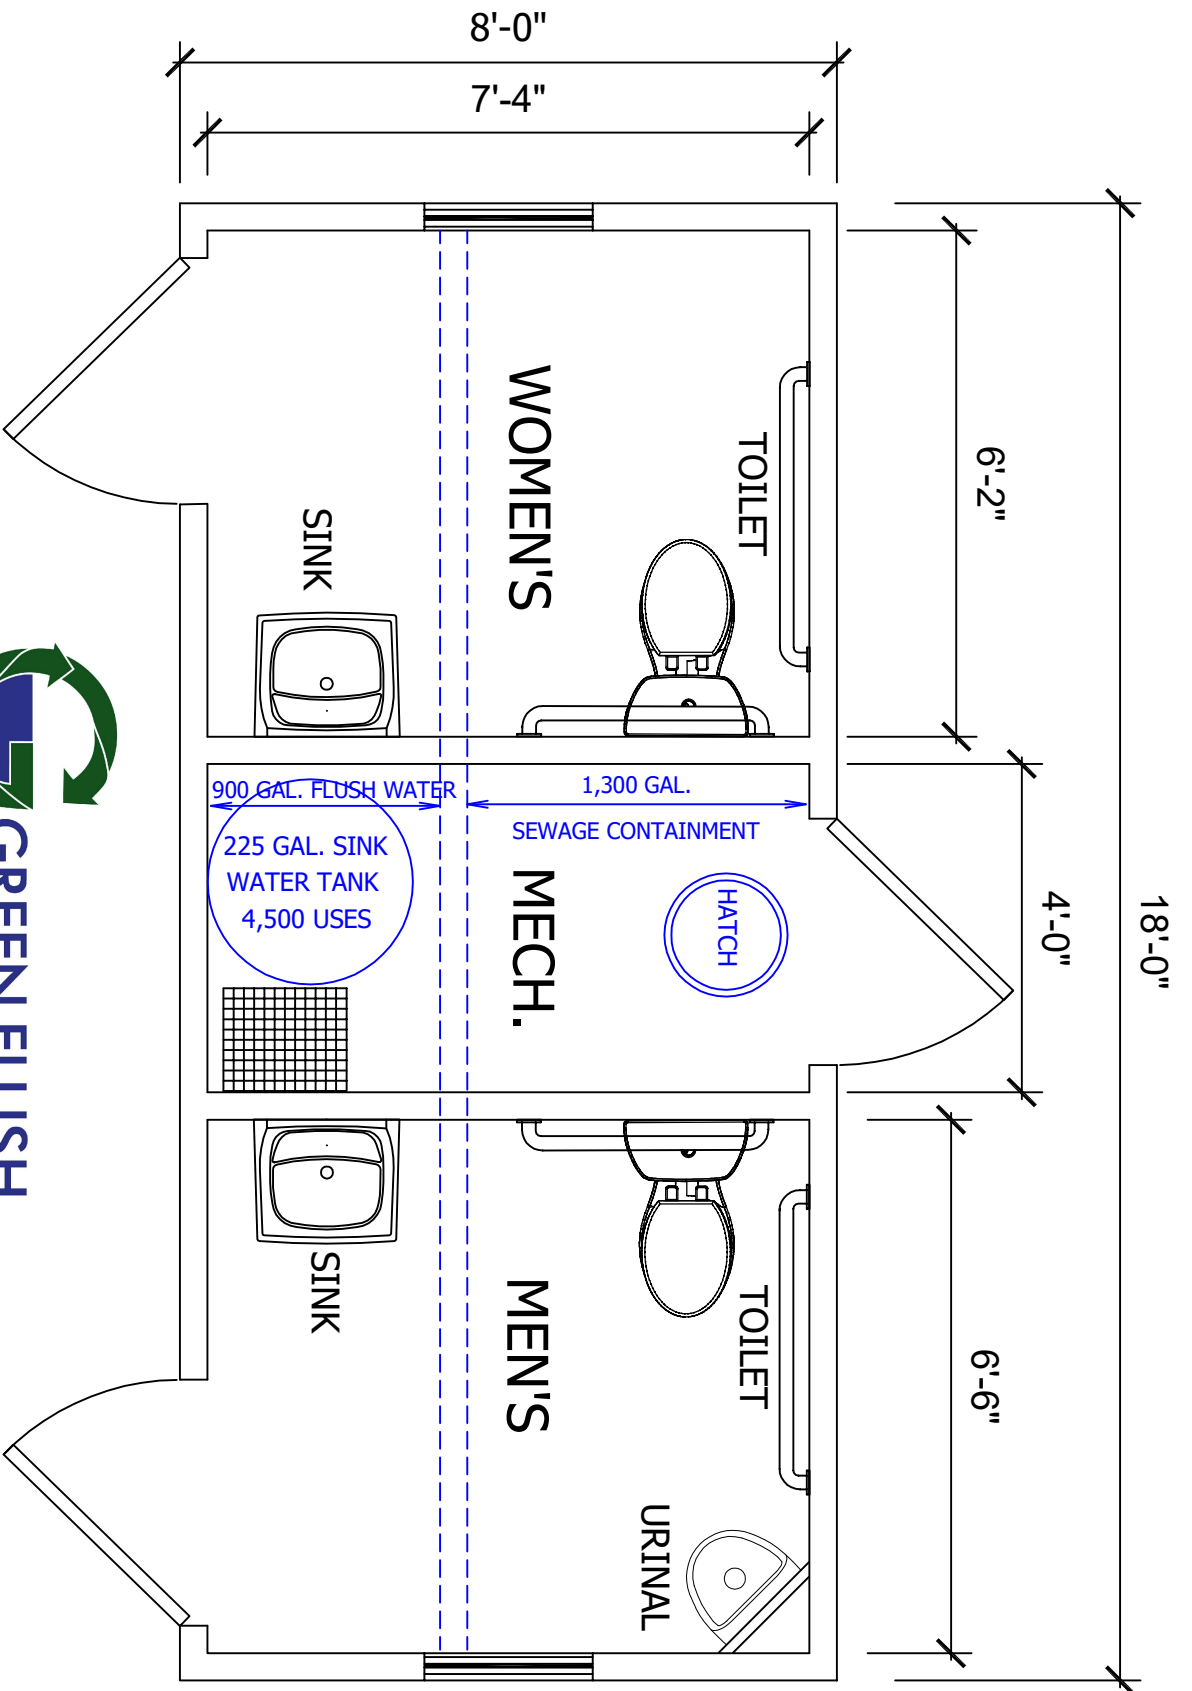 8'-0"
7'-4"
18'-0"
6'-2"
4'-0"
6'-6"
WOMEN'S
TOILET
SINK
900 GAL. FLUSH WATER
225 GAL. SINK
WATER TANK
4,500 USES
1,300 GAL.
SEWAGE CONTAINMENT
HATCH
MECH.
SINK
MEN'S
TOILET
URINAL
GREEN FLUSH